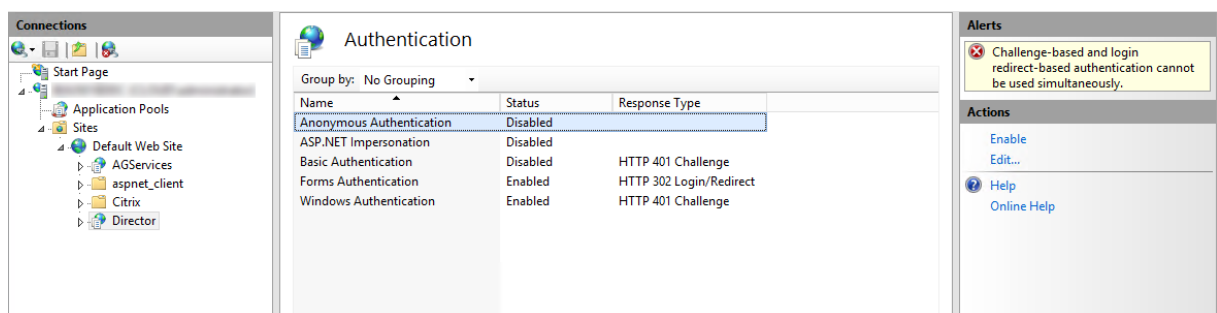 Connections
Start Page
Application Pools
Sites
Default Web Site
AGServices
aspnet_client
Citrix
Director
Authentication
Group by: No Grouping
Name Status Response Type
Anonymous Authentication Disabled
ASP.NET Impersonation Disabled
Basic Authentication Disabled HTTP 401 Challenge
Forms Authentication Enabled HTTP 302 Login/Redirect
Windows Authentication Enabled HTTP 401 Challenge
Alerts
Challenge-based and login
redirect-based authentication cannot
be used simultaneously.
Actions
Enable
Edit...
Help
Online Help